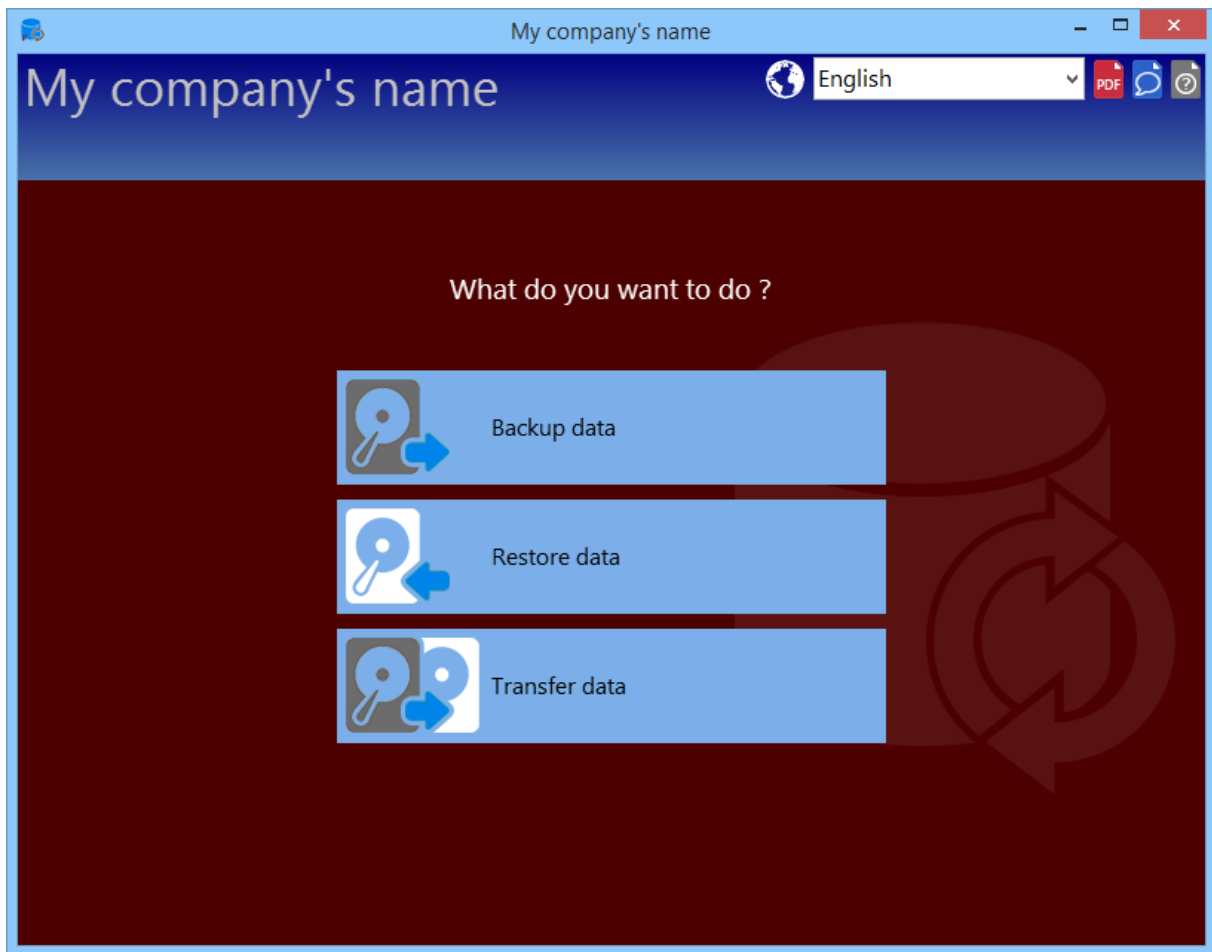 My company's name
My company's name
English
PDF
?
What do you want to do ?
Backup data
Restore data
Transfer data